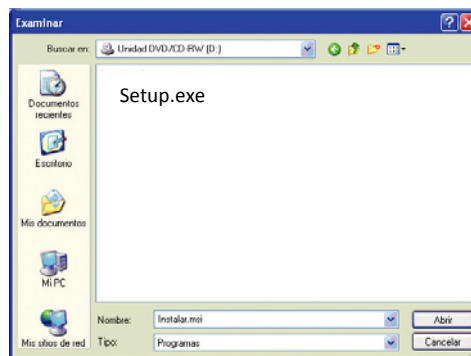 Examinar
Buscar en: Unidad DVD/CD-RW (D:)
Setup.exe
Documentos
recientes
Escritorio
Mis documentos
Mi PC
Mis sitios de red
Nombre: Instalar.msi Abrir
Tipo: Programas Cancelar